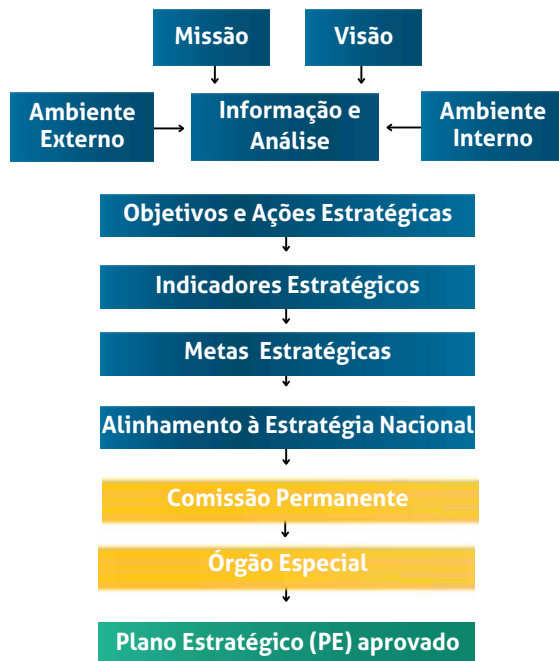 Missão
Visão
Ambiente
Externo
Informação e
Análise
Ambiente
Interno
Objetivos e Ações Estratégicas
Indicadores Estratégicos
Metas Estratégicas
Alinhamento à Estratégia Nacional
Comissão Permanente
Órgão Especial
Plano Estratégico (PE) aprovado